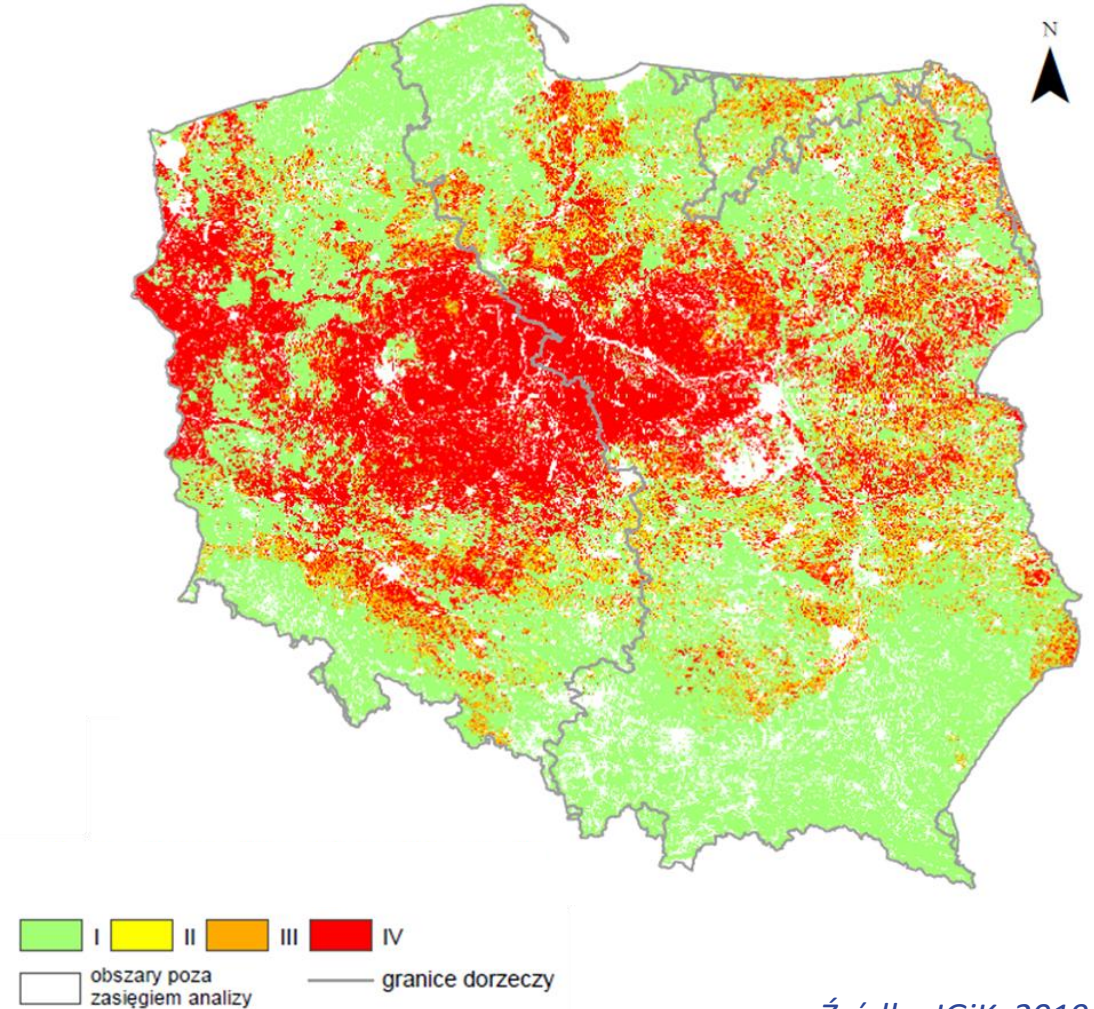 N
I II III IV
obszary poza
zasięgiem analizy
granice dorzeczy